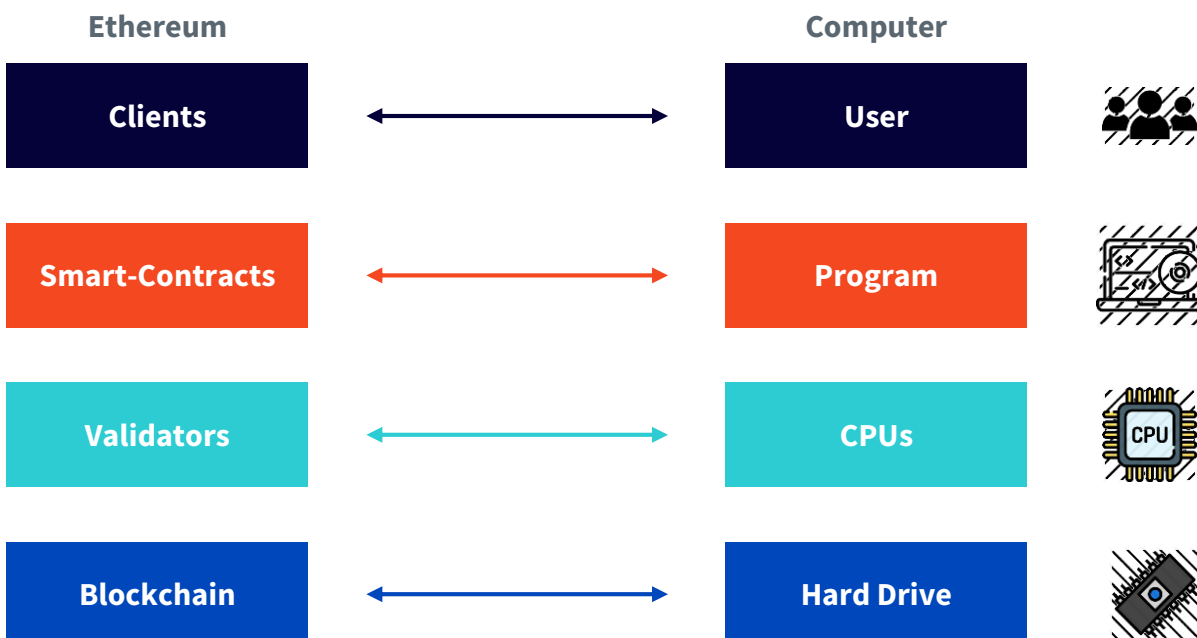 Ethereum
Computer
Clients
User
Smart-Contracts
Program
Validators
CPUs
CPU
Blockchain
Hard Drive